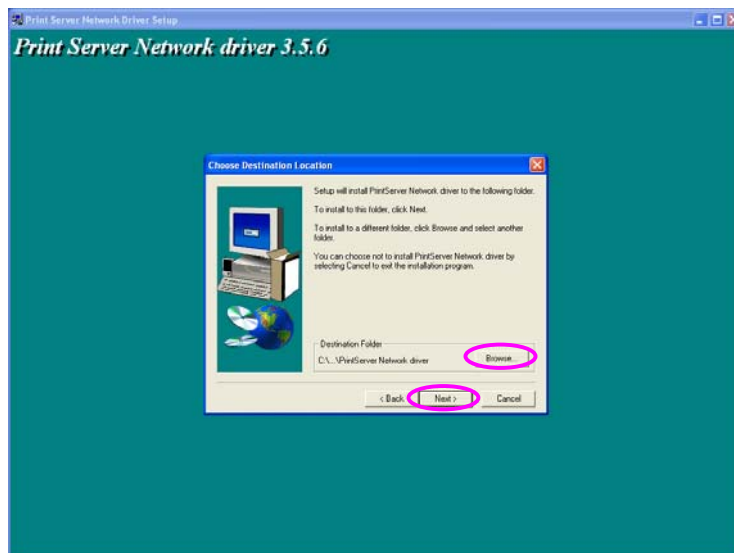 Print Server Network Driver Setup
Print Server Network driver 3.5.6
Choose Destination Location
Setup will install PrintServer Network driver to the following folder.
To install to this folder, click Next.
To install to a different folder, click Browse and select another
folder.
You can choose not to install PrintServer Network driver by
selecting Cancel to exit the installation program.
Destination Folder
C:\...\PrintServer Network driver
Browse...
< Back
Next >
Cancel